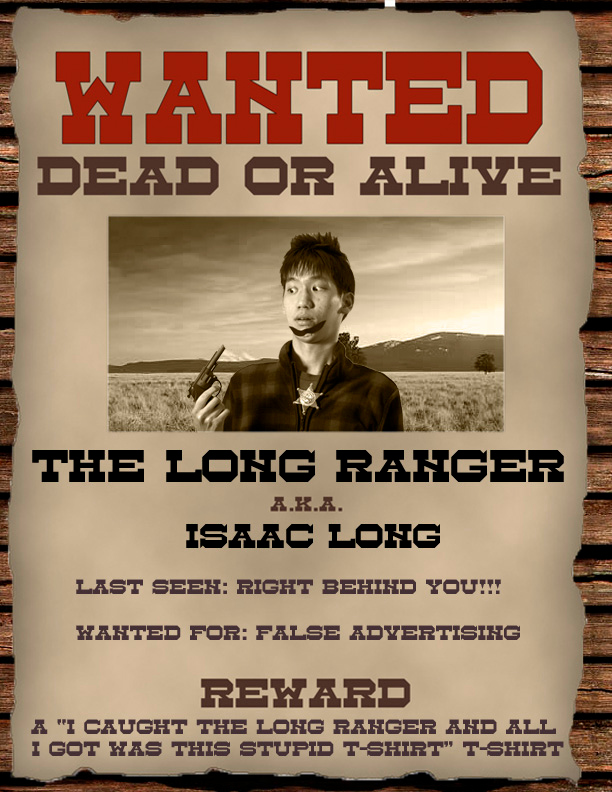 WANTED
DEAD OR ALIVE
THE LONG RANGER
A.K.A.
ISAAC LONG
LAST SEEN: RIGHT BEHIND YOU!!!
WANTED FOR: FALSE ADVERTISING
REWARD
A "I CAUGHT THE LONG RANGER AND ALL
I GOT WAS THIS STUPID T-SHIRT" T-SHIRT